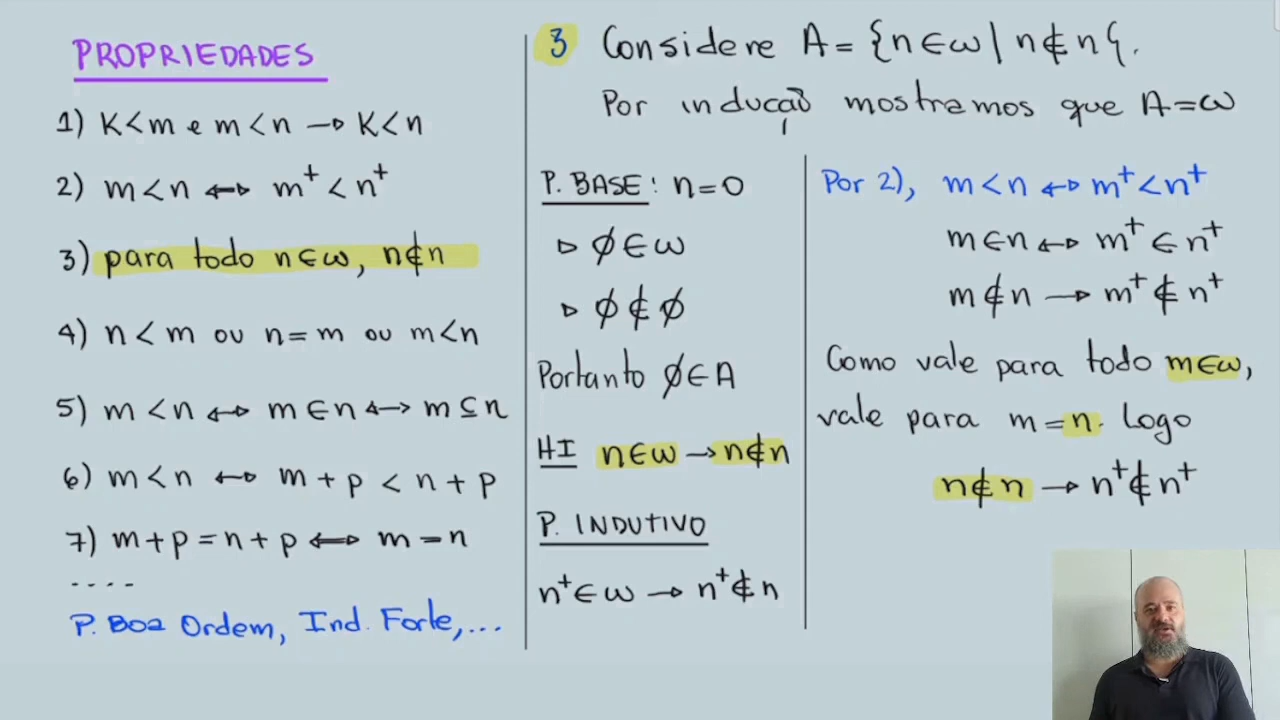 PROPRIEDADES
1) K<m e m<n → K<n
2) m<n ↔ m⁺<n⁺
3) para todo n∈ω, n∉n
4) n<m ou n=m ou m<n
5) m<n ↔ m∈n ↔ m⊆n
6) m<n ↔ m+p<n+p
7) m+p=n+p ↔ m=n
....
P. Boa Ordem, Ind. Forte,...
3 Considere A={n∈ω|n∉n}.
Por indução mostramos que A=ω
P. BASE: n=0
▷ ∅∈ω
▷ ∅∉∅
Portanto ∅∈A
HI n∈ω → n∉n
P. INDUTIVO
n⁺∈ω → n⁺∉n
Por 2), m<n ↔ m⁺<n⁺
m∈n ↔ m⁺∈n⁺
m∉n → m⁺∉n⁺
Como vale para todo m∈ω,
vale para m=n. Logo
n∉n → n⁺∉n⁺